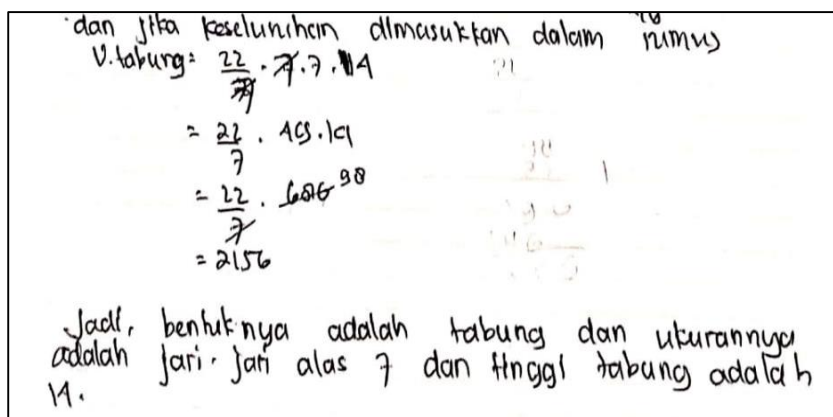 dan jika keseluruhan dimasukkan dalam rumus
V. tabung = 22/7 . 7 . 7 . 14
= 22/7 . 49 . 14
= 22/7 . 686 98
= 2156
Jadi, bentuknya adalah tabung dan ukurannya
adalah jari-jari alas 7 dan tinggi tabung adalah
14.